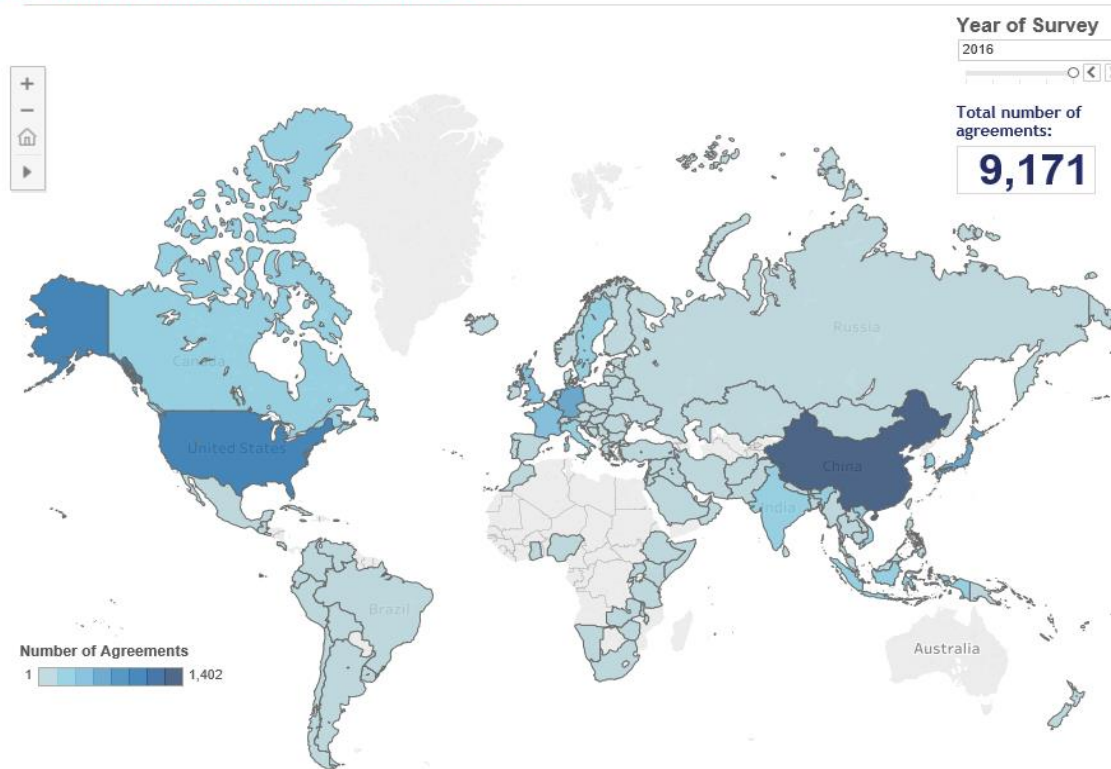 Year of Survey
2016
Total number of
agreements:
9,171
Canada
Russia
United States
China
India
Brazil
Australia
Number of Agreements
1 1,402